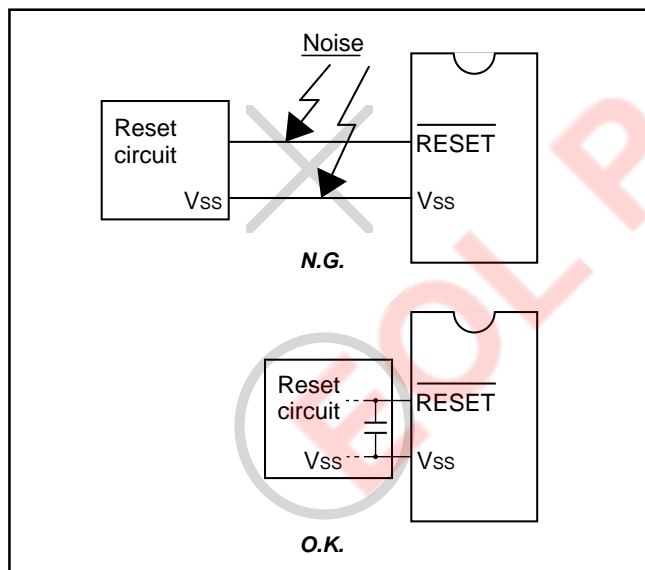 Noise
Reset
circuit
RESET
VSS
VSS
N.G.
Reset
circuit
RESET
VSS
VSS
O.K.
EOL P